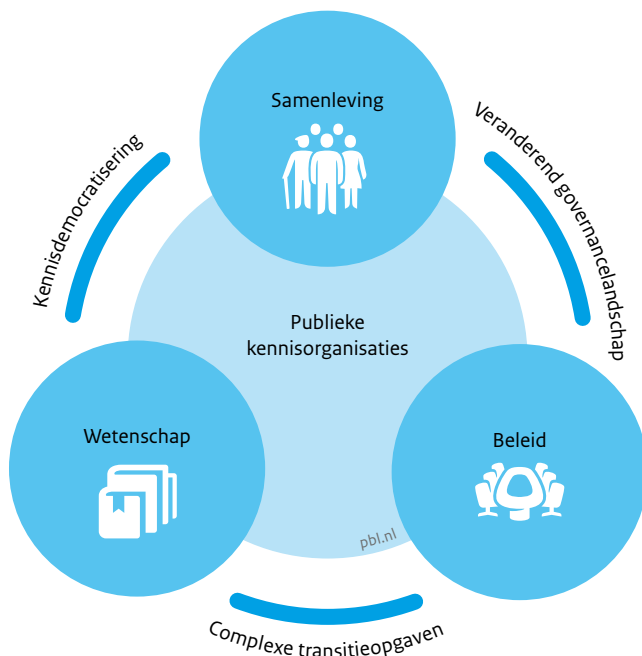 Samenleving
Kennisdemocratisering
Veranderend governancelandschap
Publieke
kennisorganisaties
Wetenschap
Beleid
pbl.nl
Complexe transitieopgaven